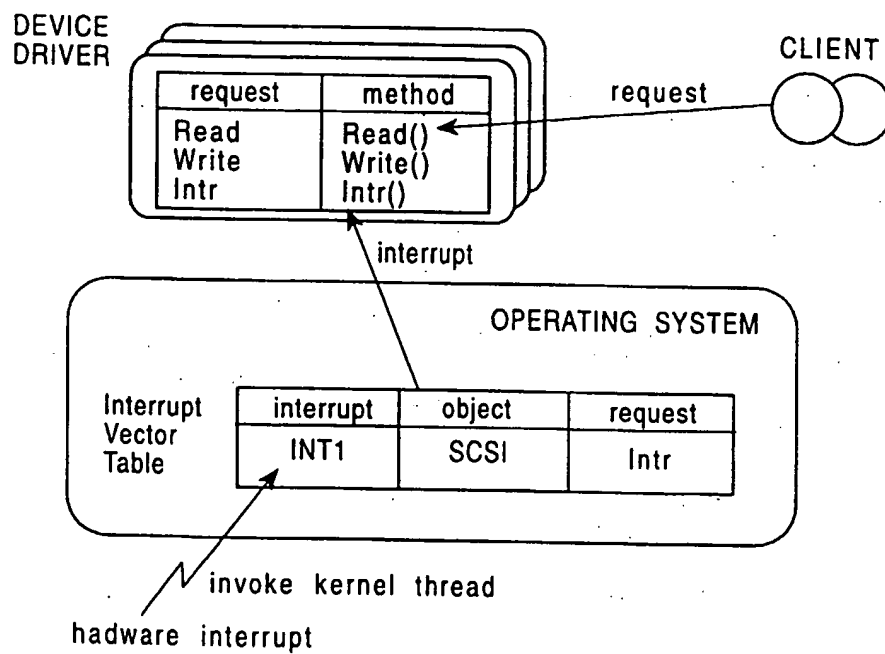 DEVICE
DRIVER
CLIENT
request method
request
Read Read()
Write Write()
Intr Intr()
interrupt
OPERATING SYSTEM
Interrupt
Vector
Table
interrupt object request
INT1 SCSI Intr
invoke kernel thread
hadware interrupt